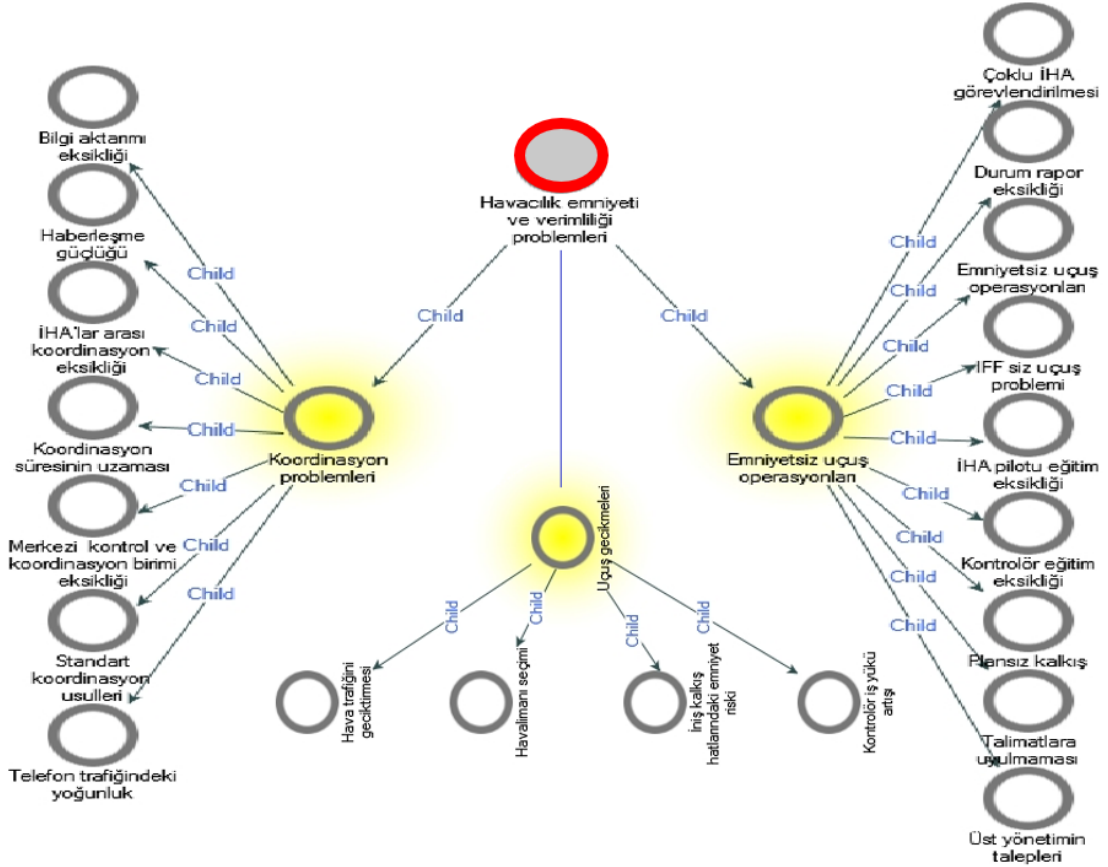 Havacılık emniyeti
ve verimliliği
problemleri
Child
Child
Bilgi aktarımı
eksikliği
Haberleşme
güçlüğü
İHA'lar arası
koordinasyon
eksikliği
Koordinasyon
süresinin uzaması
Merkezi kontrol ve
koordinasyon birimi
eksikliği
Standart
koordinasyon
usulleri
Telefon trafiğindeki
yoğunluk
Child
Child
Child
Child
Child
Child
Child
Koordinasyon
problemleri
Uçuş gecikmeleri
Child
Child
Child
Child
Hava trafiğini
geciktirmesi
Havalimanı seçimi
İniş kalkış
hatlarındaki emniyet
riski
Kontrolör iş yükü
artışı
Emniyetsiz uçuş
operasyonları
Child
Child
Child
Child
Child
Child
Child
Child
Child
Çoklu İHA
görevlendirilmesi
Durum rapor
eksikliği
Emniyetsiz uçuş
operasyonları
IFF siz uçuş
problemi
İHA pilotu eğitim
eksikliği
Kontrolör eğitim
eksikliği
Plansız kalkış
Talimatlara
uyulmaması
Üst yönetimin
talepleri